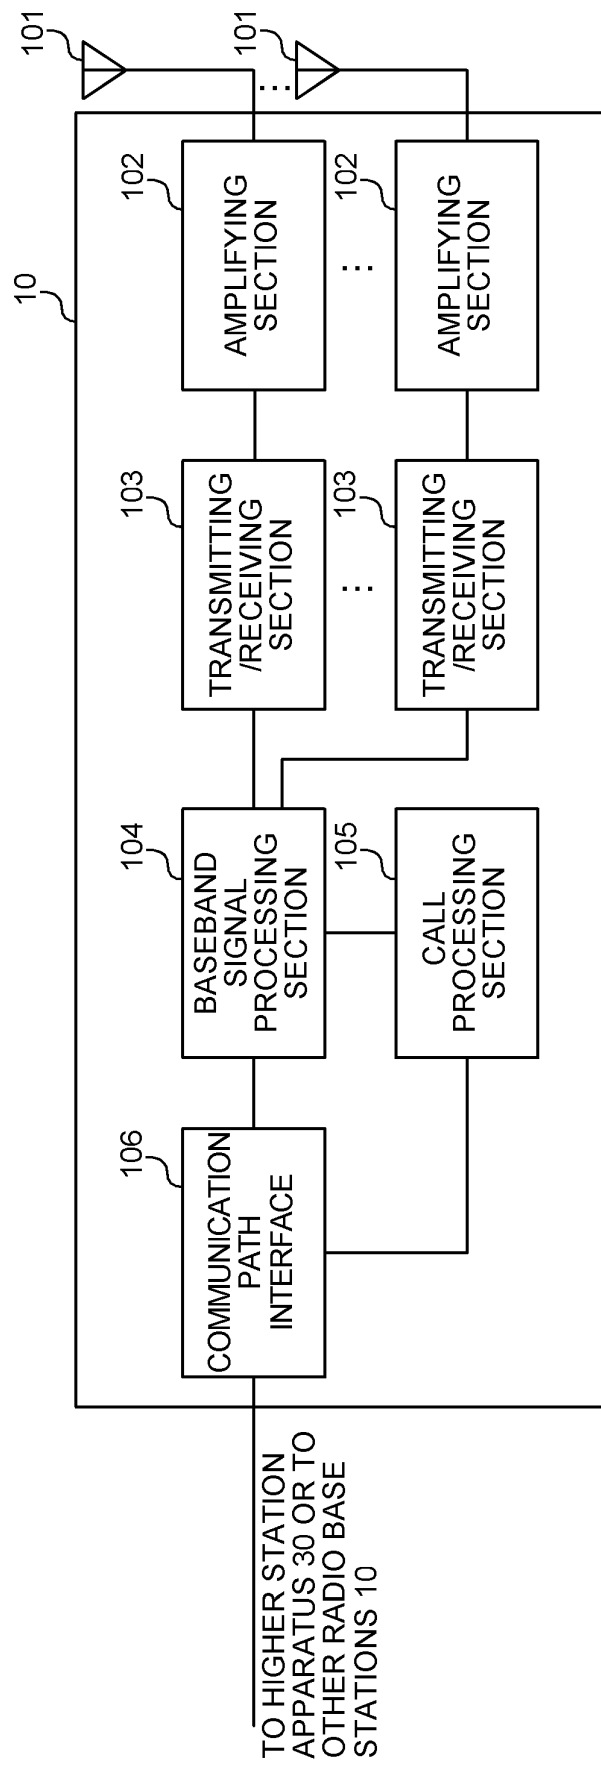 10
101
101
102
AMPLIFYING
SECTION
102
AMPLIFYING
SECTION
103
TRANSMITTING
/RECEIVING
SECTION
103
TRANSMITTING
/RECEIVING
SECTION
...
...
...
104
BASEBAND
SIGNAL
PROCESSING
SECTION
105
CALL
PROCESSING
SECTION
106
COMMUNICATION
PATH
INTERFACE
TO HIGHER STATION
APPARATUS 30 OR TO
OTHER RADIO BASE
STATIONS 10